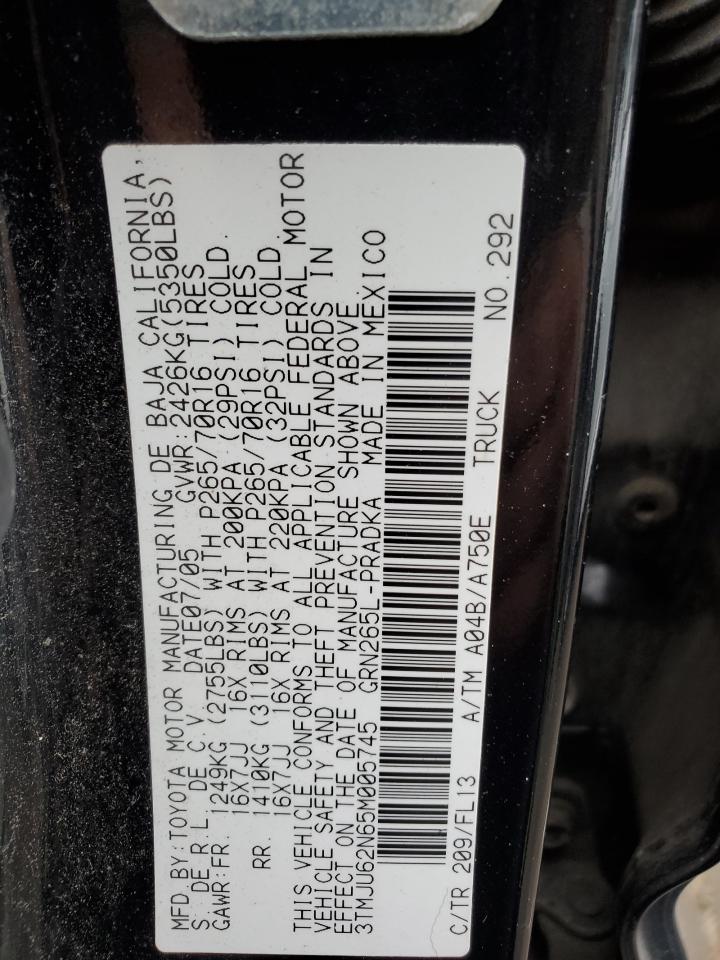 MFD.BY:TOYOTA MOTOR MANUFACTURING DE BAJA CALIFORNIA,
S. DE R.L. DE C.V. DATE07/05 GVWR:2426KG(5350LBS)
GAWR:FR. 1249KG (2755LBS) WITH P265/70R16 TIRES
16X7JJ 16X RIMS AT 200KPA (29PSI) COLD
RR. 1410KG (3110LBS) WITH P265/70R16 TIRES
16X7JJ 16X RIMS AT 220KPA (32PSI) COLD
THIS VEHICLE CONFORMS TO ALL APPLICABLE FEDERAL MOTOR
VEHICLE SAFETY AND THEFT PREVENTION STANDARDS IN
EFFECT ON THE DATE OF MANUFACTURE SHOWN ABOVE.
3TMJU62N65M005745 GRN265L-PRADKA MADE IN MEXICO
C/TR 209/FL13 A/TM A04B/A750E TRUCK NO.292